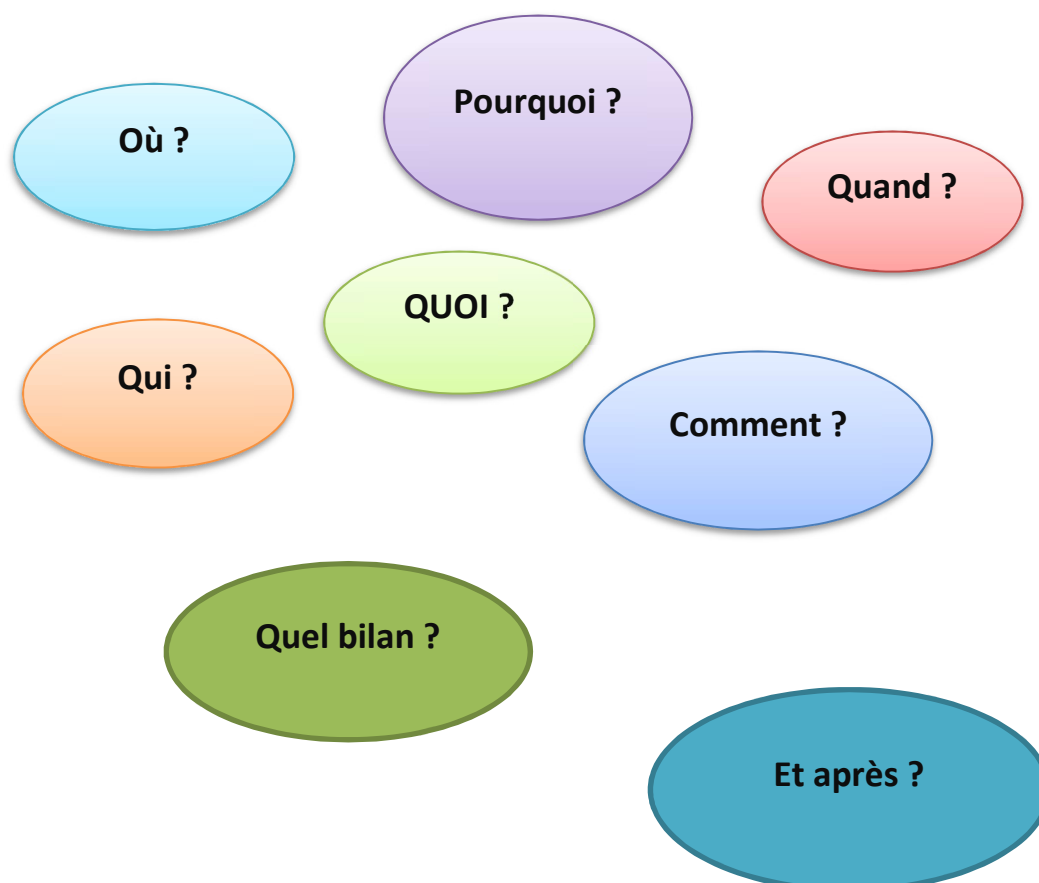 Pourquoi ?
Où ?
Quand ?
QUOI ?
Qui ?
Comment ?
Quel bilan ?
Et après ?